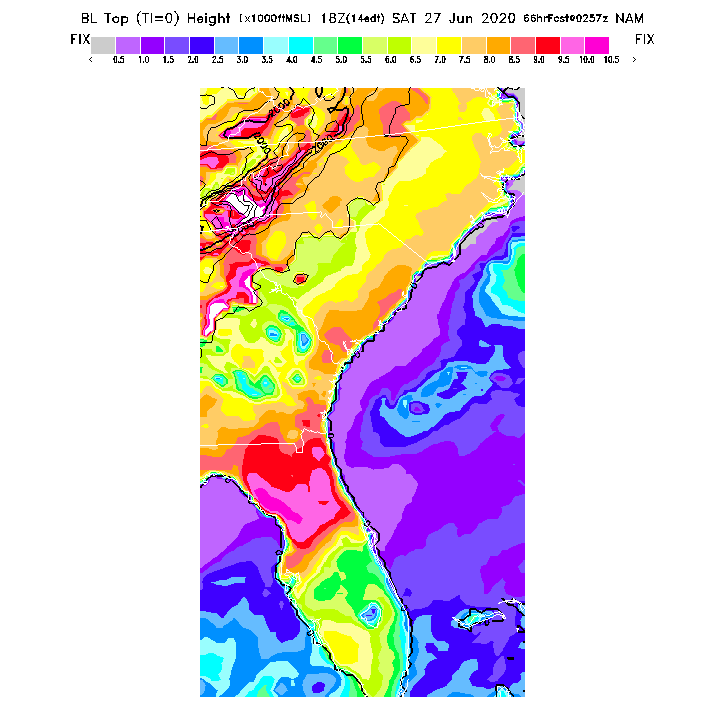 BL Top (TI=0) Height [x1000ftMSL] 18Z(14edt) SAT 27 Jun 2020 66hrFcst@0257z NAM
FIX FIX
< 0.5 1.0 1.5 2.0 2.5 3.0 3.5 4.0 4.5 5.0 5.5 6.0 6.5 7.0 7.5 8.0 8.5 9.0 9.5 10.0 10.5 >
2000
2000
2000